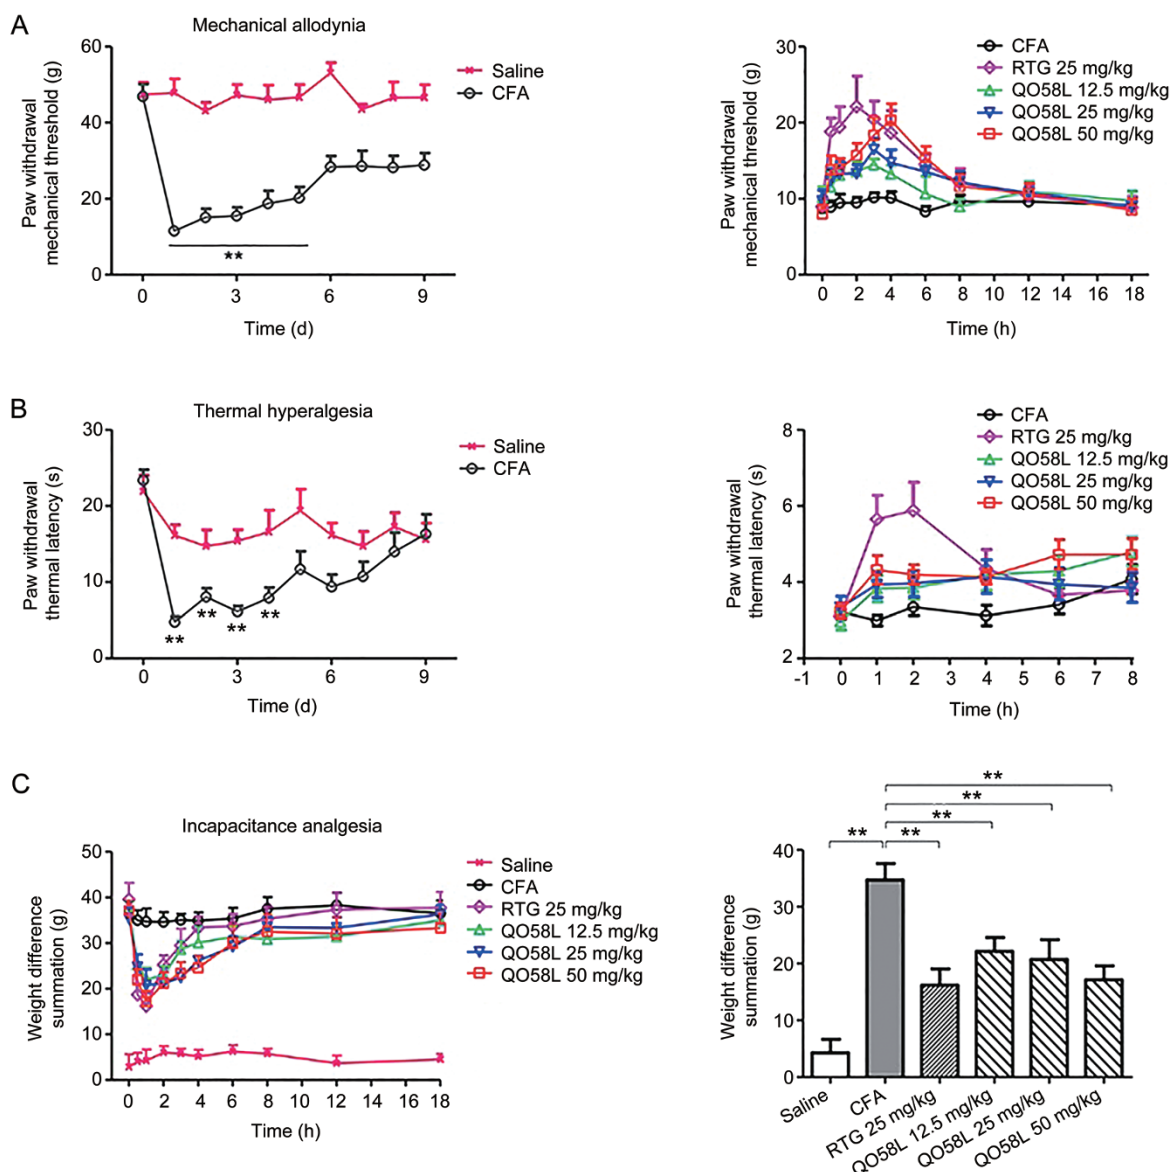 A
Mechanical allodynia
Paw withdrawal
mechanical threshold (g)
60
40
20
0
**
0
3
6
9
Time (d)
Saline
CFA
Paw withdrawal
mechanical threshold (g)
30
20
10
0
0 2 4 6 8 10 12 14 16 18
Time (h)
CFA
RTG 25 mg/kg
QO58L 12.5 mg/kg
QO58L 25 mg/kg
QO58L 50 mg/kg
B
Thermal hyperalgesia
Paw withdrawal
thermal latency (s)
30
20
10
0
** ** ** **
0
3
6
9
Time (d)
Saline
CFA
Paw withdrawal
thermal latency (s)
8
6
4
2
-1 0 1 2 3 4 5 6 7 8
Time (h)
CFA
RTG 25 mg/kg
QO58L 12.5 mg/kg
QO58L 25 mg/kg
QO58L 50 mg/kg
C
Incapacitance analgesia
Weight difference
summation (g)
50
40
30
20
10
0
0 2 4 6 8 10 12 14 16 18
Time (h)
Saline
CFA
RTG 25 mg/kg
QO58L 12.5 mg/kg
QO58L 25 mg/kg
QO58L 50 mg/kg
Weight difference
summation (g)
40
30
20
10
0
**
**
**
** **
Saline
CFA
RTG 25 mg/kg
QO58L 12.5 mg/kg
QO58L 25 mg/kg
QO58L 50 mg/kg